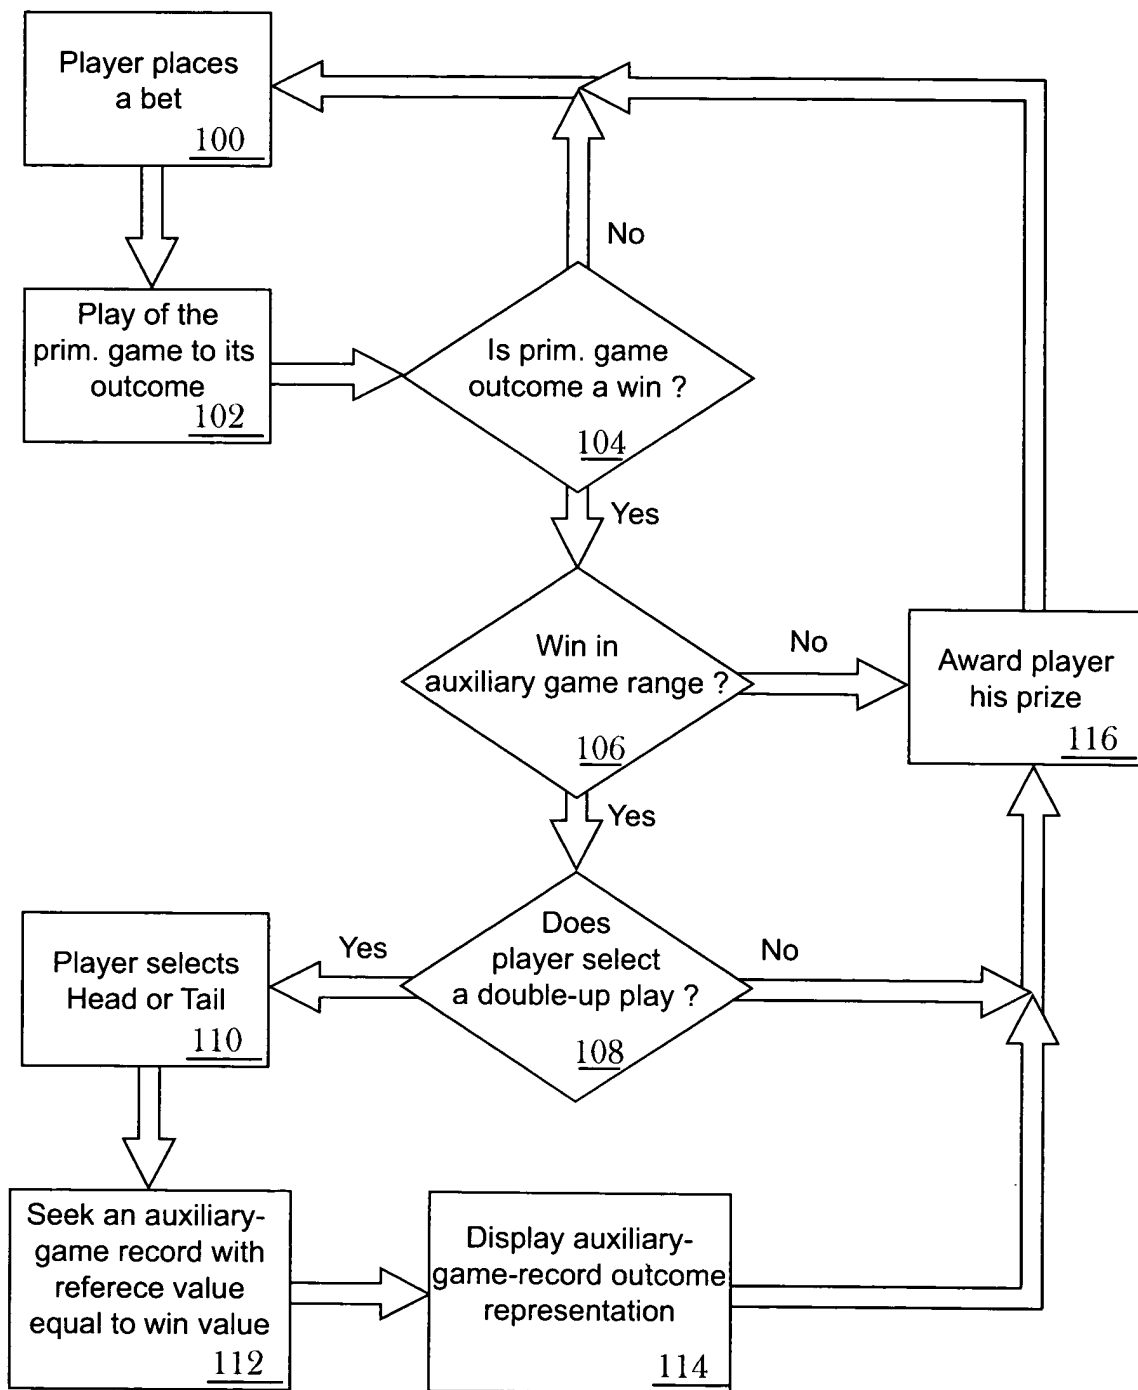 Player places
a bet
100
No
Play of the
prim. game to its
outcome
102
Is prim. game
outcome a win ?
104
Yes
Win in
auxiliary game range ?
106
No
Award player
his prize
116
Yes
Does
player select
a double-up play ?
108
Yes
No
Player selects
Head or Tail
110
Seek an auxiliary-
game record with
referece value
equal to win value
112
Display auxiliary-
game-record outcome
representation
114